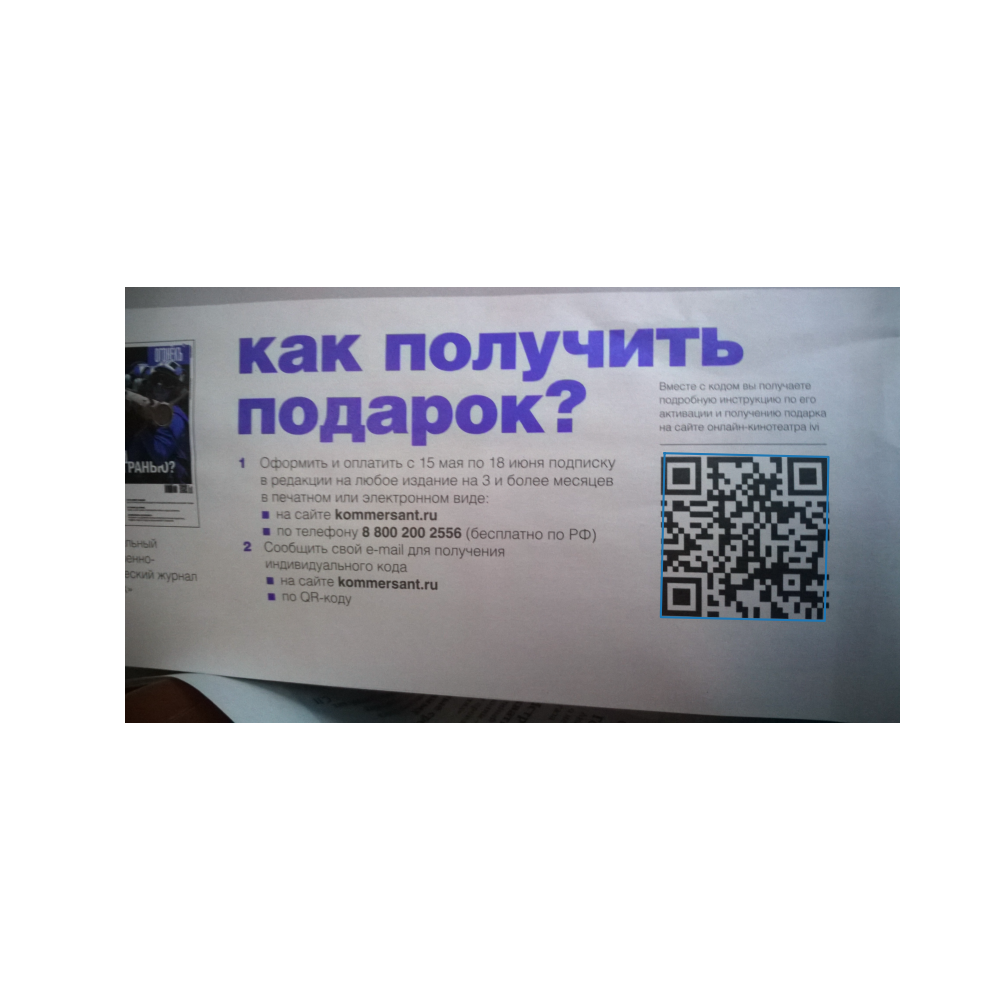 как получить
подарок?
1 Оформить и оплатить с 15 мая по 18 июня подписку
в редакции на любое издание на 3 и более месяцев
в печатном или электронном виде:
■ на сайте kommersant.ru
■ по телефону 8 800 200 2556 (бесплатно по РФ)
2 Сообщить свой e-mail для получения
индивидуального кода
■ на сайте kommersant.ru
■ по QR-коду
Вместе с кодом вы получаете
подробную инструкцию по его
активации и получению подарка
на сайте онлайн-кинотеатра ivi
ГРАНЬЮ?
льный
енно-
еский журнал